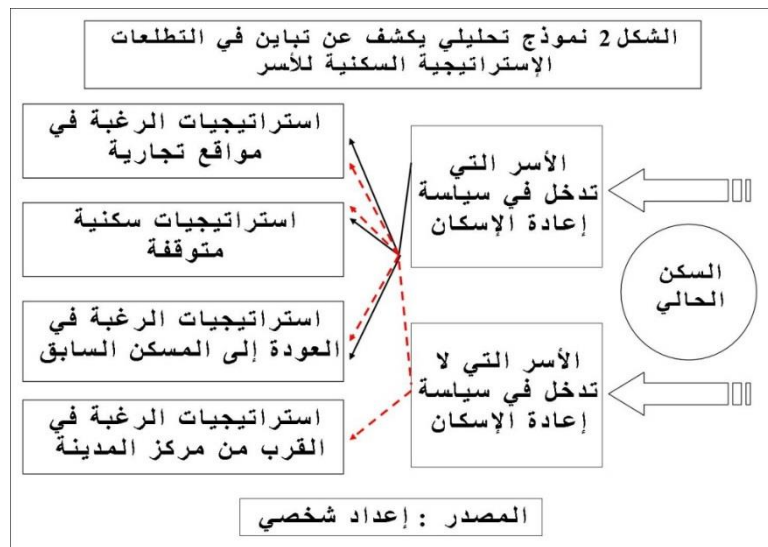 الشكل 2 نموذج تحليلي يكشف عن تباين في التطلعات
الإستراتيجية السكنية للأسر
السكن
الحالي
الأسر التي
تدخل في سياسة
إعادة الإسكان
الأسر التي لا
تدخل في سياسة
إعادة الإسكان
استراتيجيات الرغبة في
مواقع تجارية
استراتيجيات سكنية
متوقفة
استراتيجيات الرغبة في
العودة إلى المسكن السابق
استراتيجيات الرغبة في
القرب من مركز المدينة
المصدر : إعداد شخصي